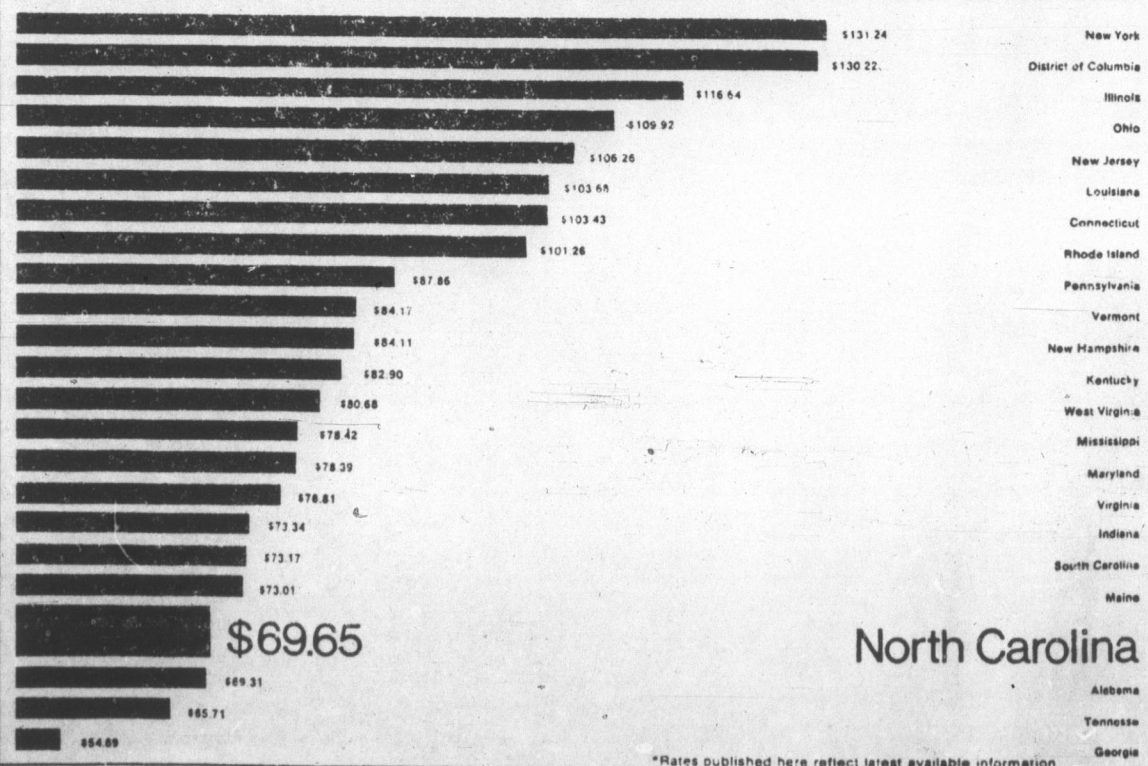 $131.24 New York
$130.22 District of Columbia
$116 64 Illinois
$109 92 Ohio
$106.26 New Jersey
$103 68 Louisiana
$103 43 Connecticut
$101 26 Rhode Island
$87.86 Pennsylvania
$84.17 Vermont
$84.11 New Hampshire
$82.90 Kentucky
$80.68 West Virginia
$78.42 Mississippi
$78.39 Maryland
$76.81 Virginia
$73 34 Indiana
$73.17 South Carolina
$73.01 Maine
$69.65 North Carolina
$69.31 Alabama
$65.71 Tennesse
$54.89 Georgia
*Rates published here reflect latest available information